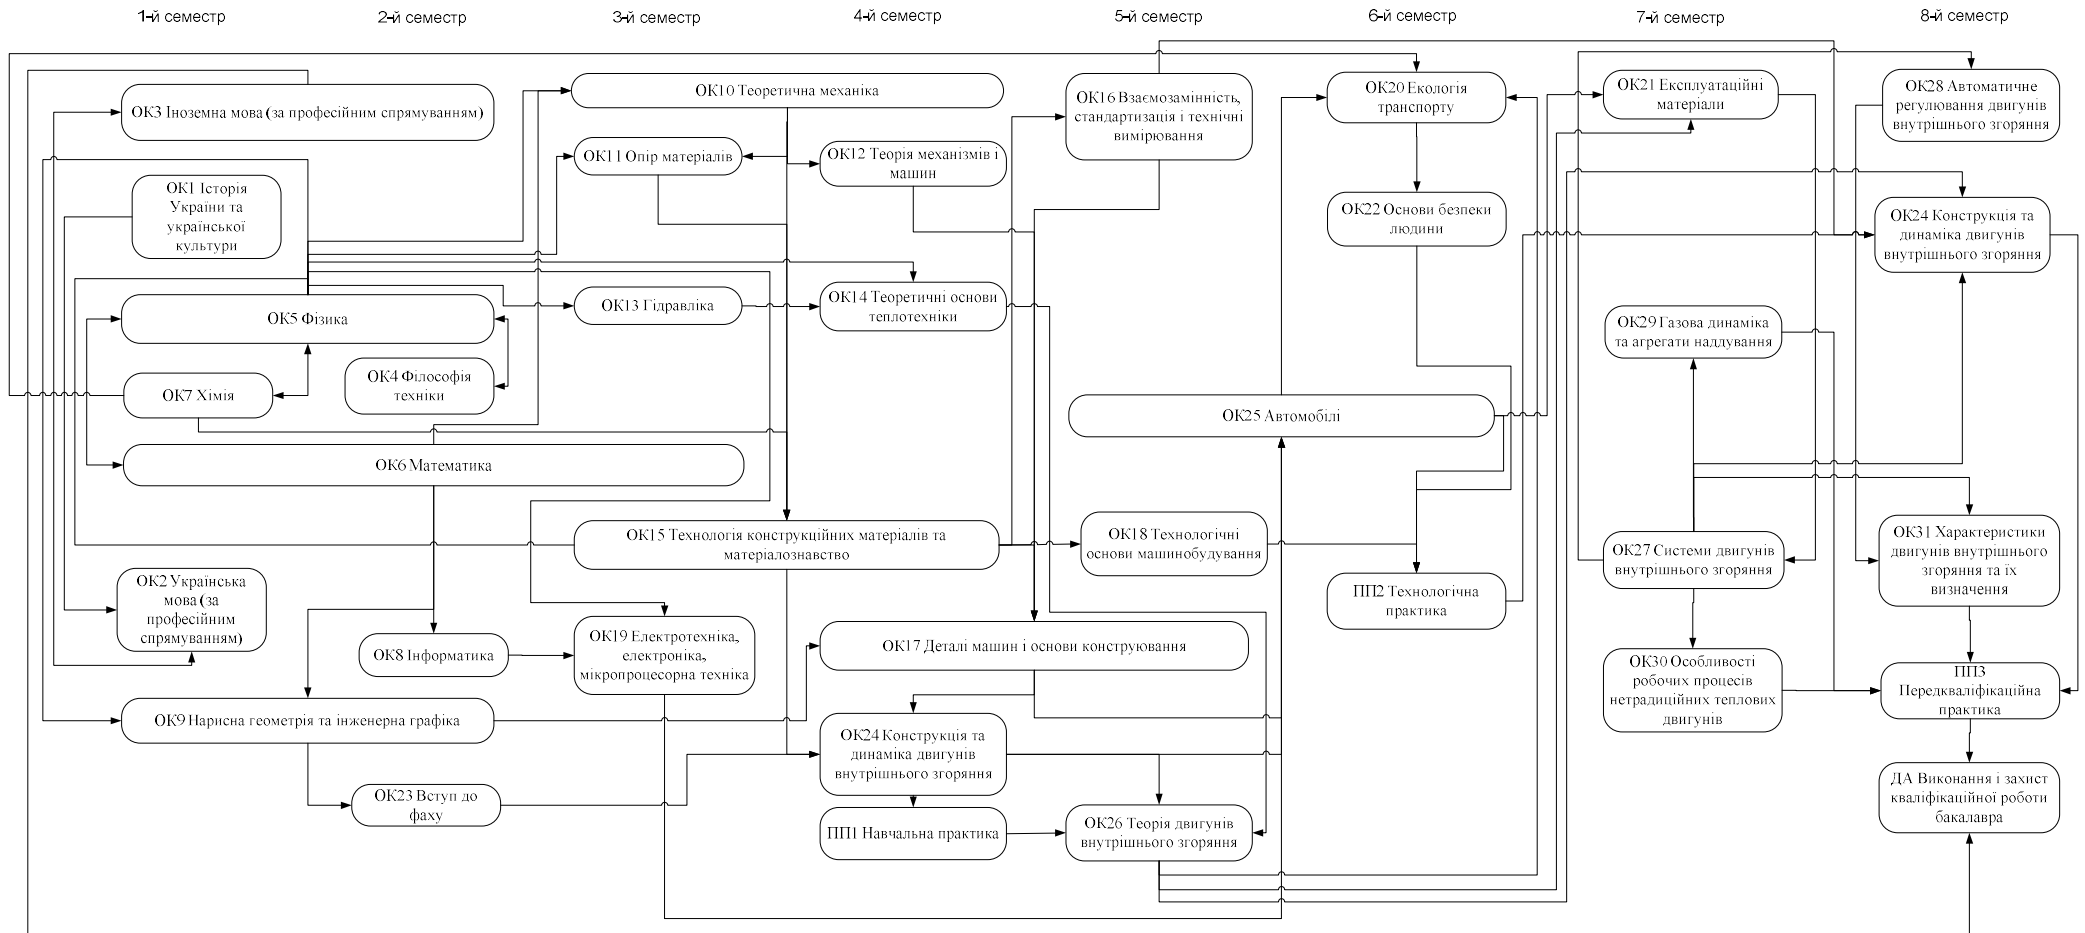 1-й семестр
2-й семестр
3-й семестр
4-й семестр
5-й семестр
6-й семестр
7-й семестр
8-й семестр
ОК3 Іноземна мова (за професійним спрямуванням)
ОК1 Історія
України та
української
культури
ОК5 Фізика
ОК7 Хімія
ОК4 Філософія
техніки
ОК6 Математика
ОК2 Українська
мова (за
професійним
спрямуванням)
ОК8 Інформатика
ОК9 Нарисна геометрія та інженерна графіка
ОК23 Вступ до
фаху
ОК10 Теоретична механіка
ОК11 Опір матеріалів
ОК12 Теорія механізмів і
машин
ОК13 Гідравліка
ОК14 Теоретичні основи
теплотехніки
ОК15 Технологія конструкційних матеріалів та
матеріалознавство
ОК19 Електротехніка,
електроніка,
мікропроцесорна техніка
ОК17 Деталі машин і основи конструювання
ОК24 Конструкція та
динаміка двигунів
внутрішнього згоряння
ПП1 Навчальна практика
ОК16 Взаємозамінність,
стандартизація і технічні
вимірювання
ОК25 Автомобілі
ОК18 Технологічні
основи машинобудування
ОК26 Теорія двигунів
внутрішнього згоряння
ОК20 Екологія
транспорту
ОК22 Основи безпеки
людини
ПП2 Технологічна
практика
ОК21 Експлуатаційні
матеріали
ОК29 Газова динаміка
та агрегати наддування
ОК27 Системи двигунів
внутрішнього згоряння
ОК30 Особливості
робочих процесів
нетрадиційних теплових
двигунів
ОК28 Автоматичне
регулювання двигунів
внутрішнього згоряння
ОК24 Конструкція та
динаміка двигунів
внутрішнього згоряння
ОК31 Характеристики
двигунів внутрішнього
згоряння та їх
визначення
ПП3
Передкваліфікаційна
практика
ДА Виконання і захист
кваліфікаційної роботи
бакалавра